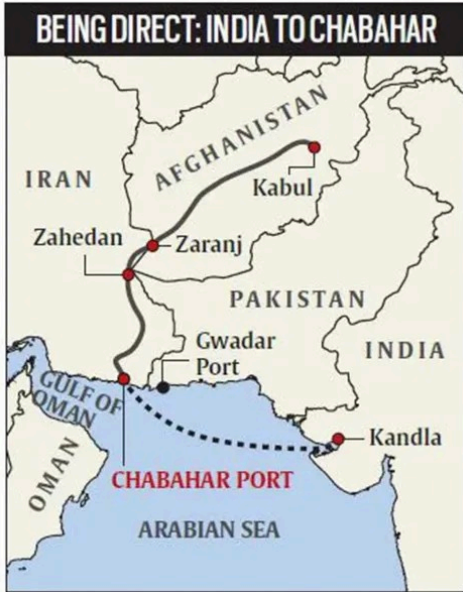 BEING DIRECT: INDIA TO CHABAHAR
AFGHANISTAN
IRAN
Kabul
Zahedan
Zaranj
PAKISTAN
Gwadar
Port
INDIA
GULF OF
OMAN
Kandla
OMAN
CHABAHAR PORT
ARABIAN SEA